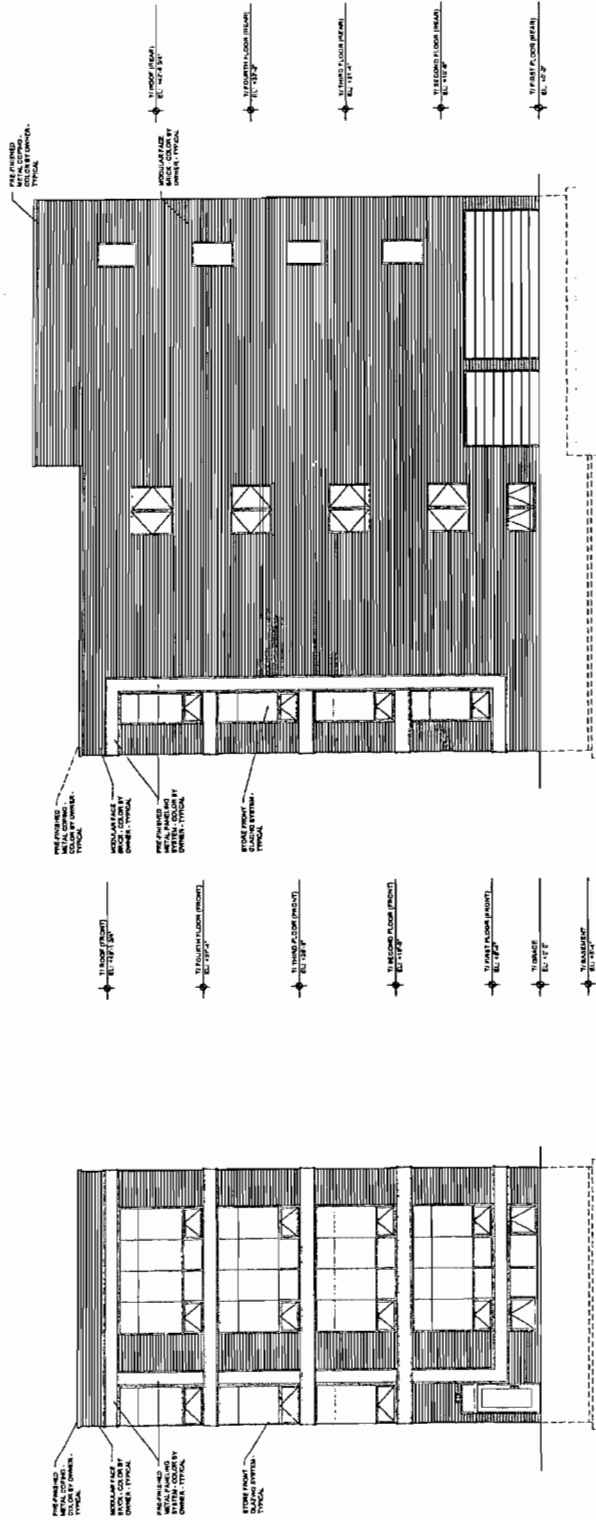 PRE-FINISHED
METAL COPING -
COLOR BY OWNER -
TYPICAL
T/ ROOF (REAR)
T/ FOURTH FLOOR (REAR)
T/ THIRD FLOOR (REAR)
T/ SECOND FLOOR (REAR)
T/ FIRST FLOOR (REAR)
MODULAR FACE
BRICK - COLOR BY
OWNER - TYPICAL
PRE-FINISHED
METAL COPING -
COLOR BY OWNER -
TYPICAL
MODULAR FACE
BRICK - COLOR BY
OWNER - TYPICAL
PRE-FINISHED
METAL PANELING
SYSTEM - COLOR BY
OWNER - TYPICAL
STORE FRONT
GLAZING SYSTEM -
TYPICAL
T/ ROOF (FRONT)
T/ FOURTH FLOOR (FRONT)
T/ THIRD FLOOR (FRONT)
T/ SECOND FLOOR (FRONT)
T/ FIRST FLOOR (FRONT)
T/ GRADE
T/ BASEMENT
PRE-FINISHED
METAL COPING -
COLOR BY OWNER -
TYPICAL
MODULAR FACE
BRICK - COLOR BY
OWNER - TYPICAL
PRE-FINISHED
METAL PANELING
SYSTEM - COLOR BY
OWNER - TYPICAL
STORE FRONT
GLAZING SYSTEM -
TYPICAL